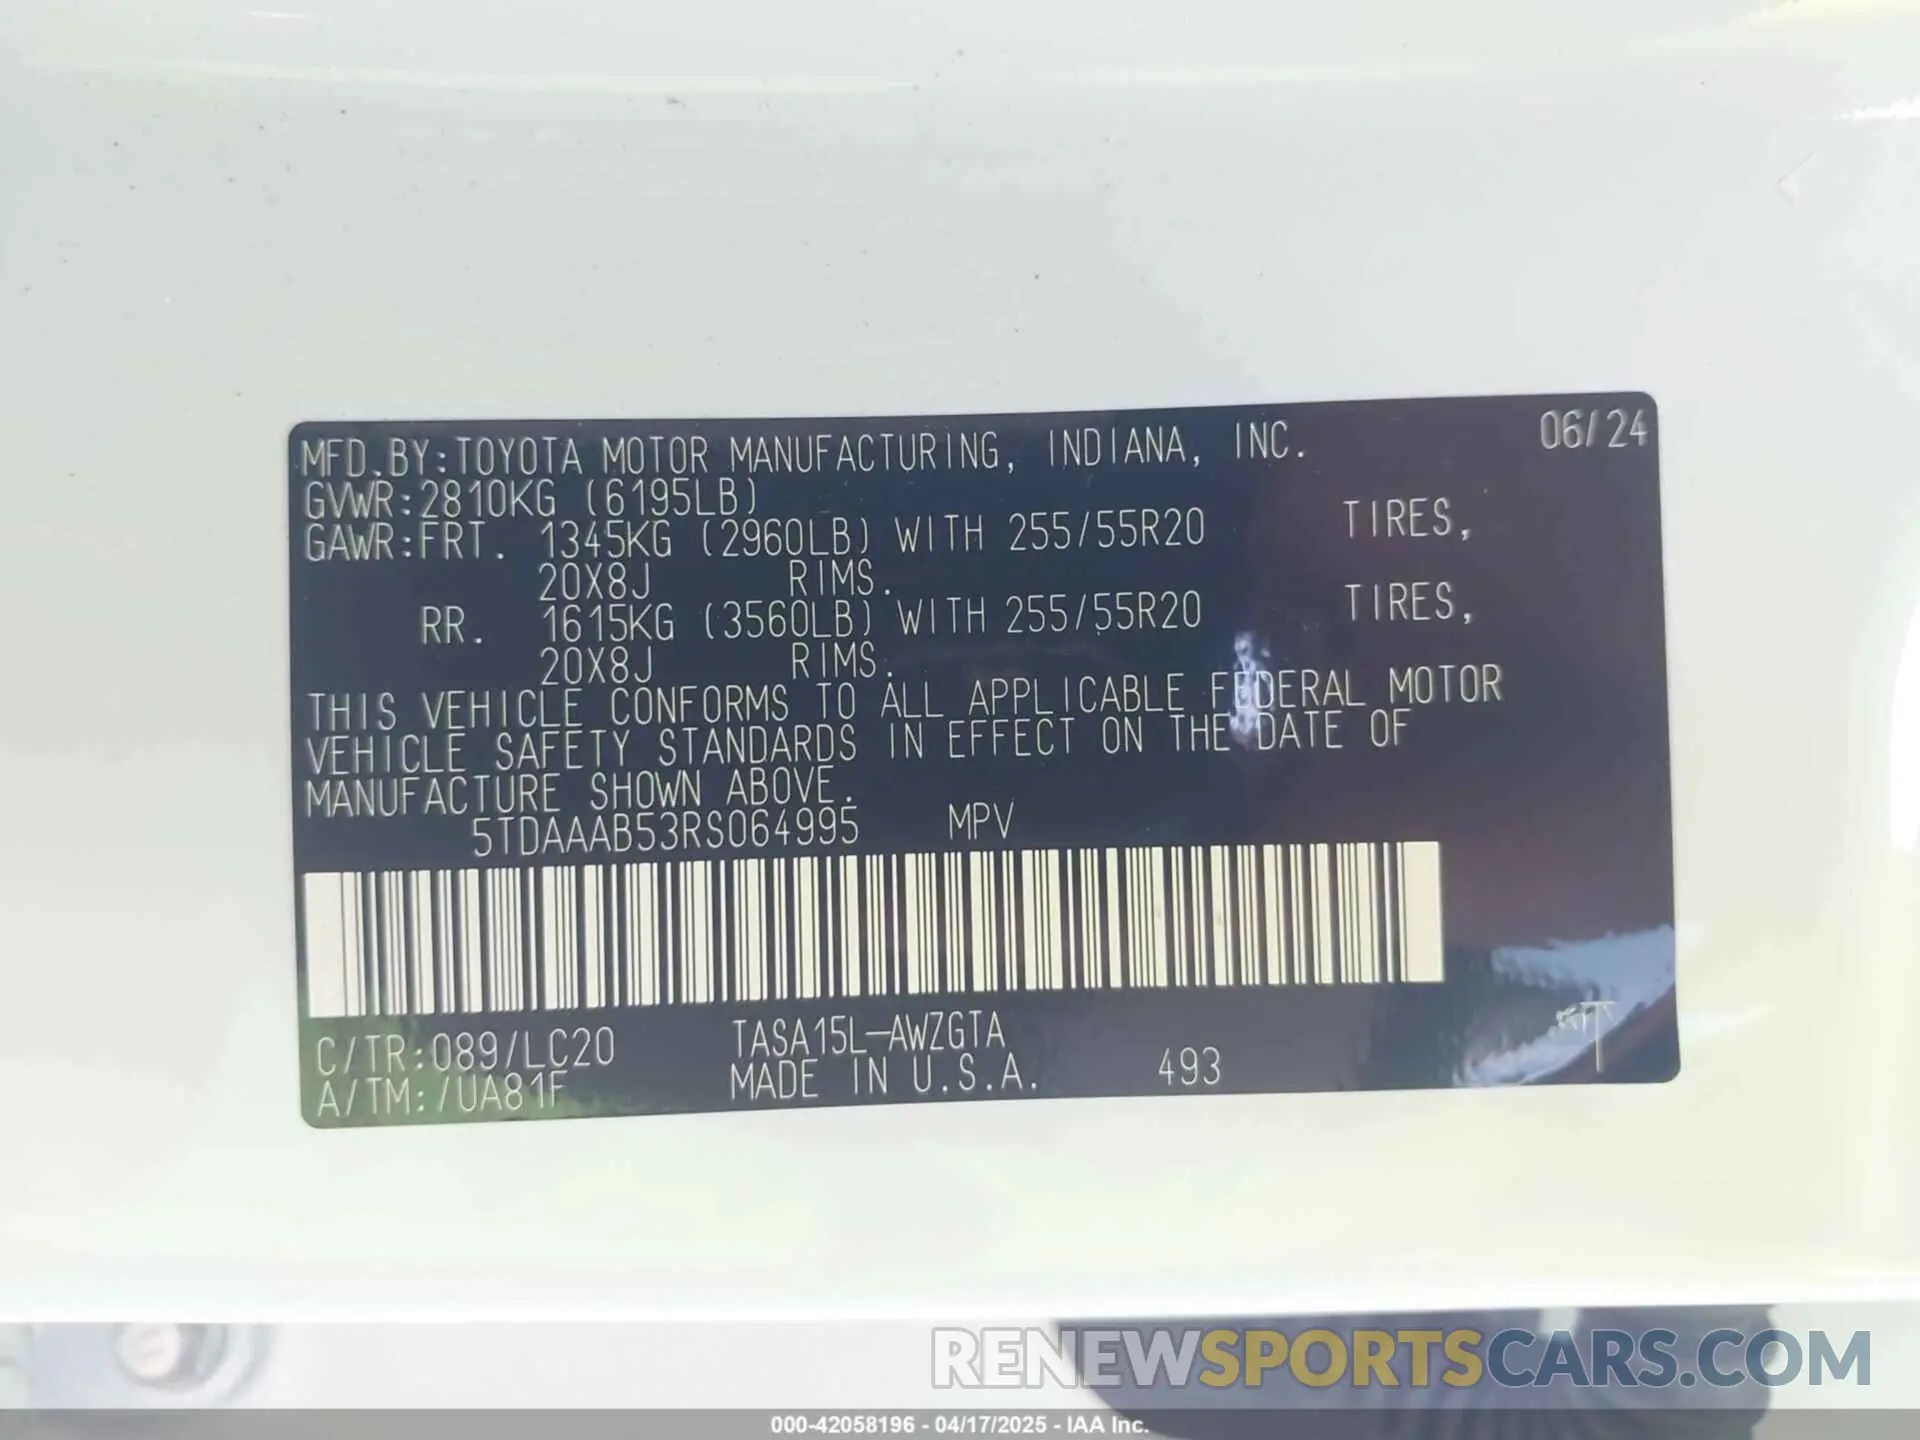 MFD.BY:TOYOTA MOTOR MANUFACTURING, INDIANA, INC. 06/24
GVWR:2810KG (6195LB)
GAWR:FRT. 1345KG (2960LB) WITH 255/55R20 TIRES,
20X8J RIMS.
RR. 1615KG (3560LB) WITH 255/55R20 TIRES,
20X8J RIMS.
THIS VEHICLE CONFORMS TO ALL APPLICABLE FEDERAL MOTOR
VEHICLE SAFETY STANDARDS IN EFFECT ON THE DATE OF
MANUFACTURE SHOWN ABOVE.
5TDAAAB53RS064995 MPV
C/TR:089/LC20 TASA15L-AWZGTA
A/TM:/UA81F MADE IN U.S.A. 493
RENEWSPORTSCARS.COM
000-42058196 - 04/17/2025 - IAA Inc.